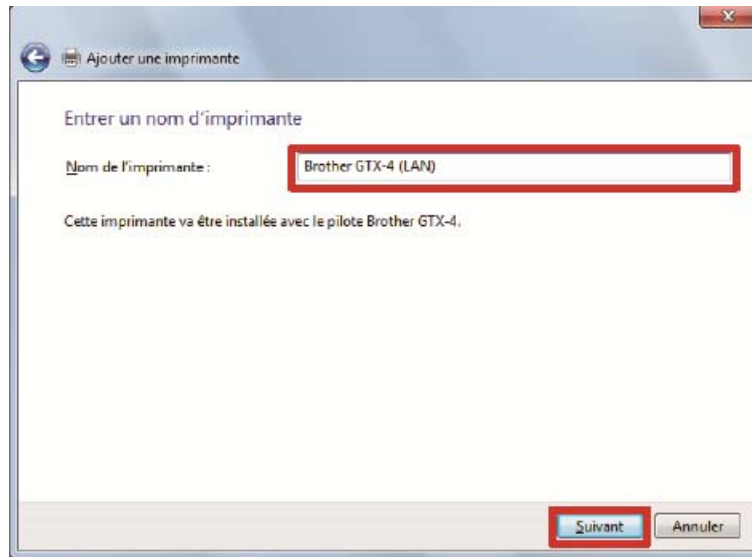 Ajouter une imprimante
Entrer un nom d'imprimante
Nom de l'imprimante : Brother GTX-4 (LAN)
Cette imprimante va être installée avec le pilote Brother GTX-4.
Suivant Annuler